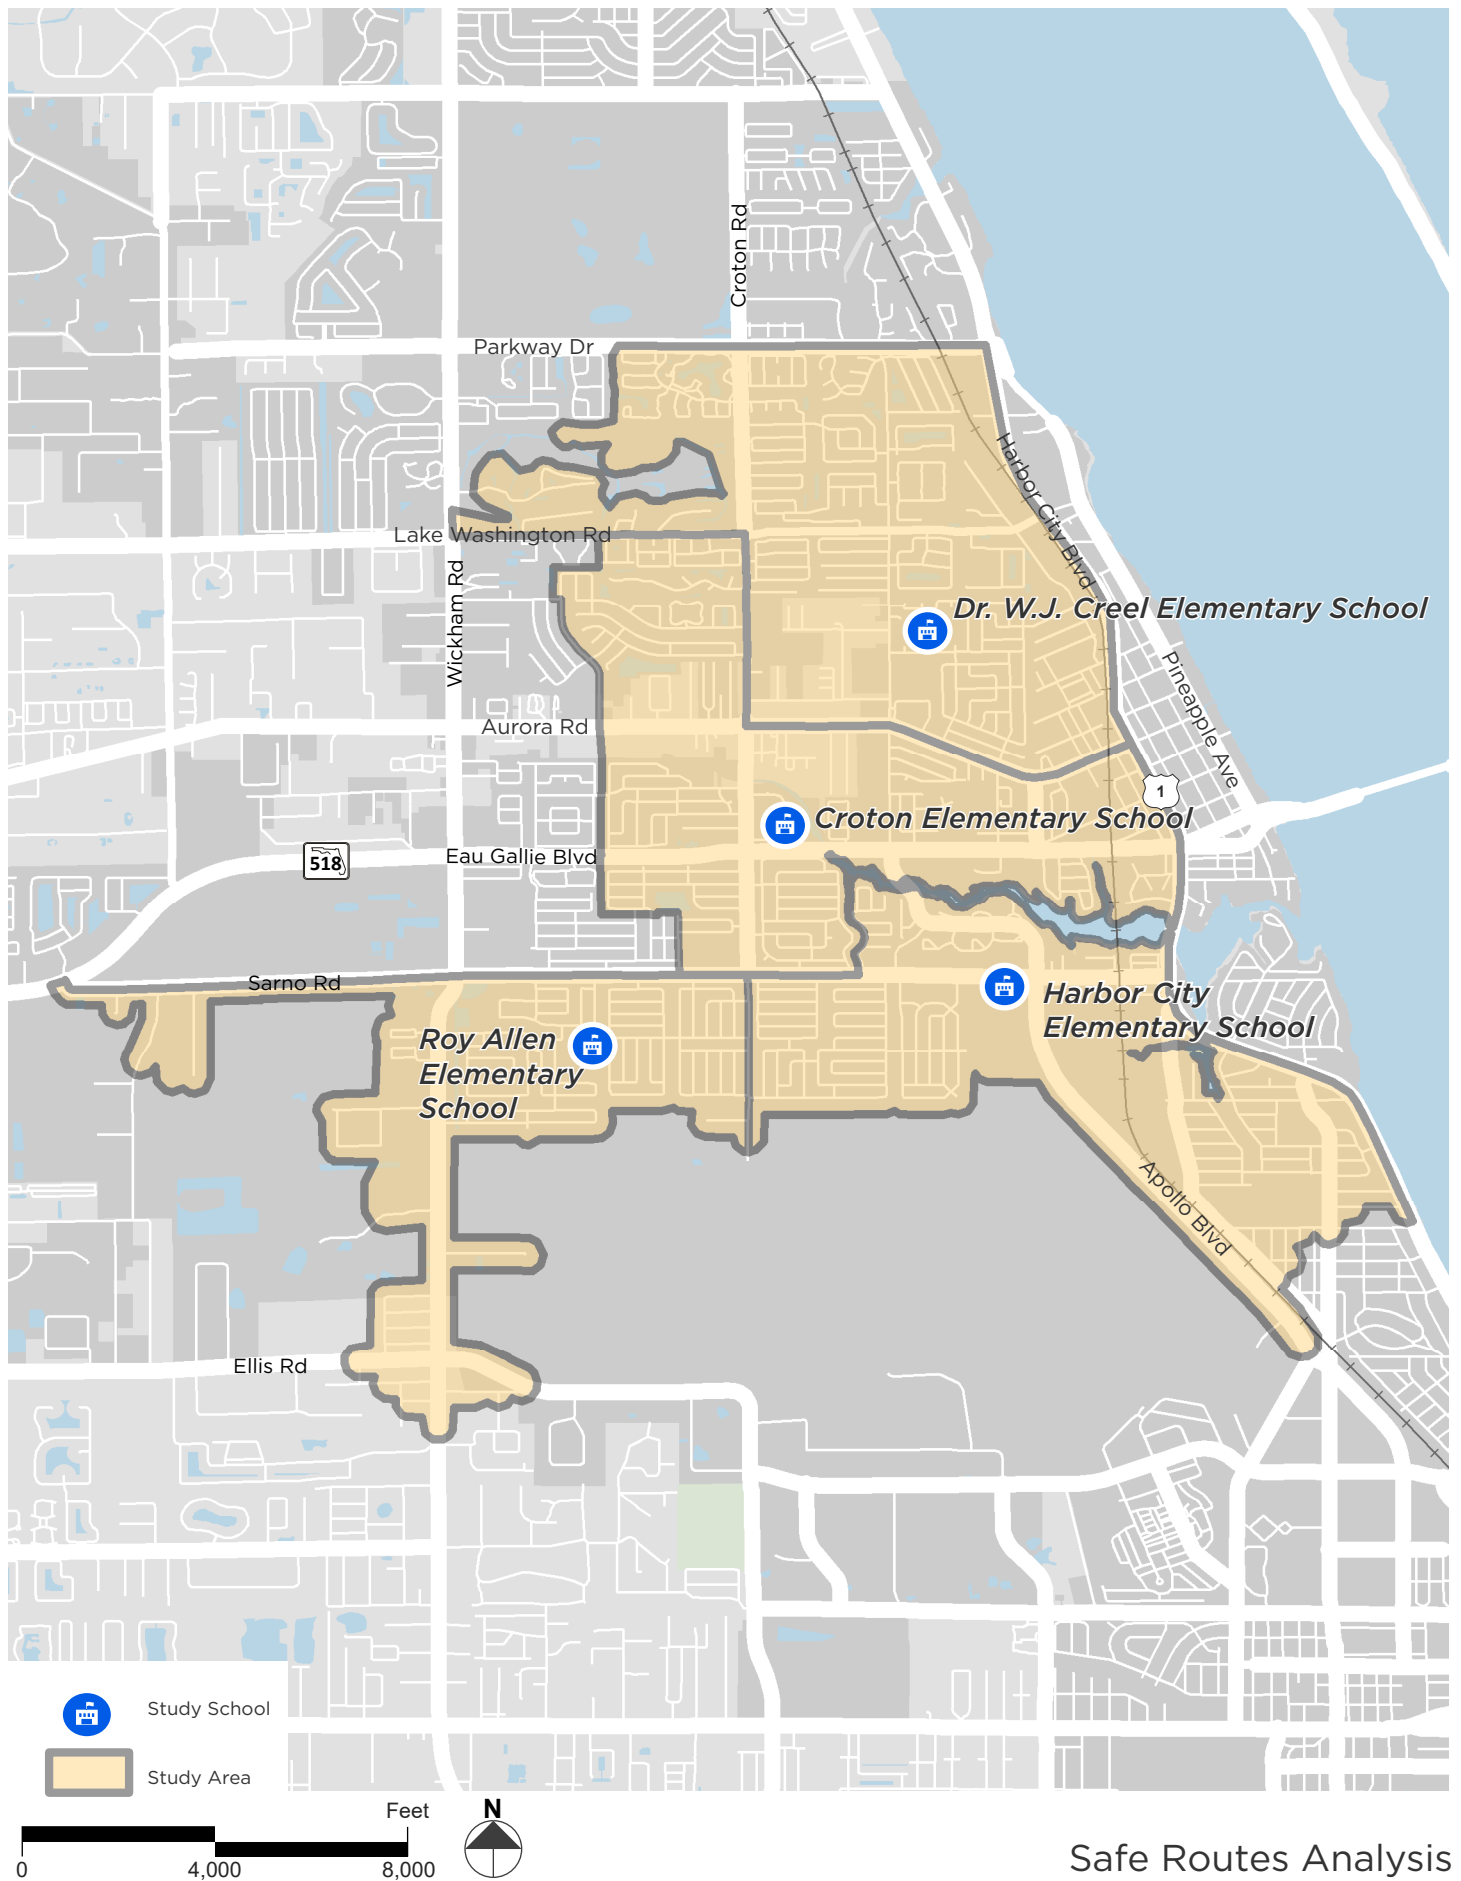 Croton Rd
Parkway Dr
Harbor City Blvd
Lake Washington Rd
Wickham Rd
Dr. W.J. Creel Elementary School
Pineapple Ave
Aurora Rd
1
Croton Elementary School
518
Eau Gallie Blvd
Sarno Rd
Harbor City
Elementary School
Roy Allen
Elementary
School
Apollo Blvd
Ellis Rd
Study School
Study Area
Feet
N
0
4,000
8,000
Safe Routes Analysis